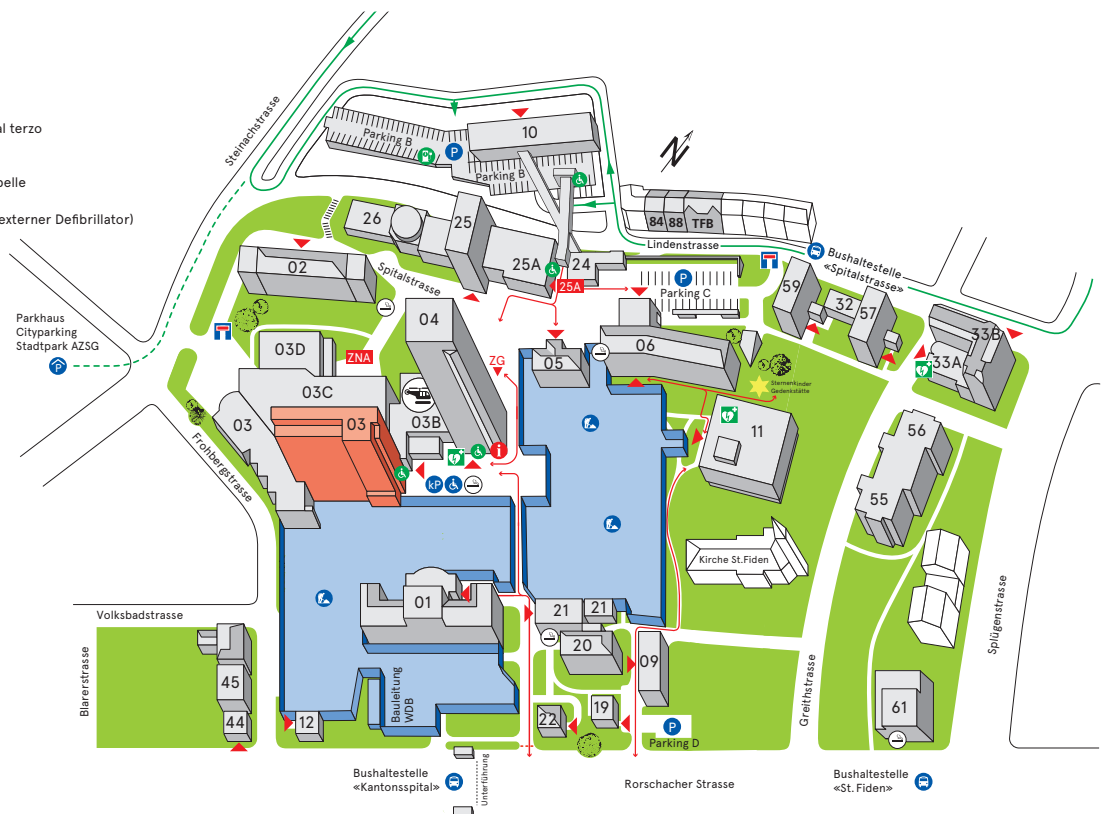 al terzo
pelle
externer Defibrillator)
Steinachstrasse
Parking B
P
10
Parking B
N
84 88 TFB
Lindenstrasse
Bushaltestelle
«Spitalstrasse»
26
25
25A
24
25A
02
Spitalstrasse
P
Parking C
59
32
57
33B
33A
Parkhaus
Cityparking
Stadtpark AZSG
P
03D
ZNA
04
ZG
05
06
Sternenkinder
Gedenkstätte
03C
03
03
03B
i
kP
11
56
55
Frohbergstrasse
Kirche St.Fiden
01
21
21
20
09
Volksbadstrasse
Blarerstrasse
45
44
12
Bauleitung
WDB
22
19
P
Parking D
Greithstrasse
Splügenstrasse
61
Bushaltestelle
«Kantonsspital»
Unterführung
Rorschacher Strasse
Bushaltestelle
«St. Fiden»